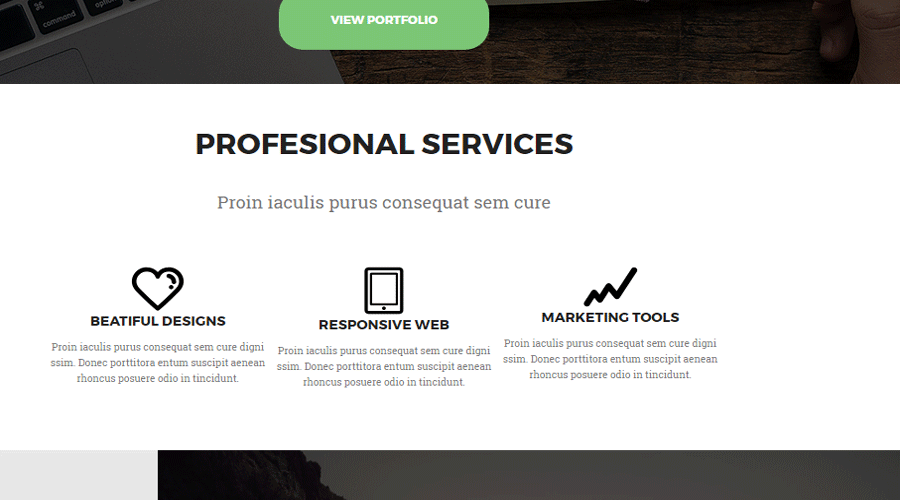 ⌘
command
option
VIEW PORTFOLIO
PROFESIONAL SERVICES
Proin iaculis purus consequat sem cure
BEATIFUL DESIGNS
Proin iaculis purus consequat sem cure digni
ssim. Donec porttitora entum suscipit aenean
rhoncus posuere odio in tincidunt.
RESPONSIVE WEB
Proin iaculis purus consequat sem cure digni
ssim. Donec porttitora entum suscipit aenean
rhoncus posuere odio in tincidunt.
MARKETING TOOLS
Proin iaculis purus consequat sem cure digni
ssim. Donec porttitora entum suscipit aenean
rhoncus posuere odio in tincidunt.